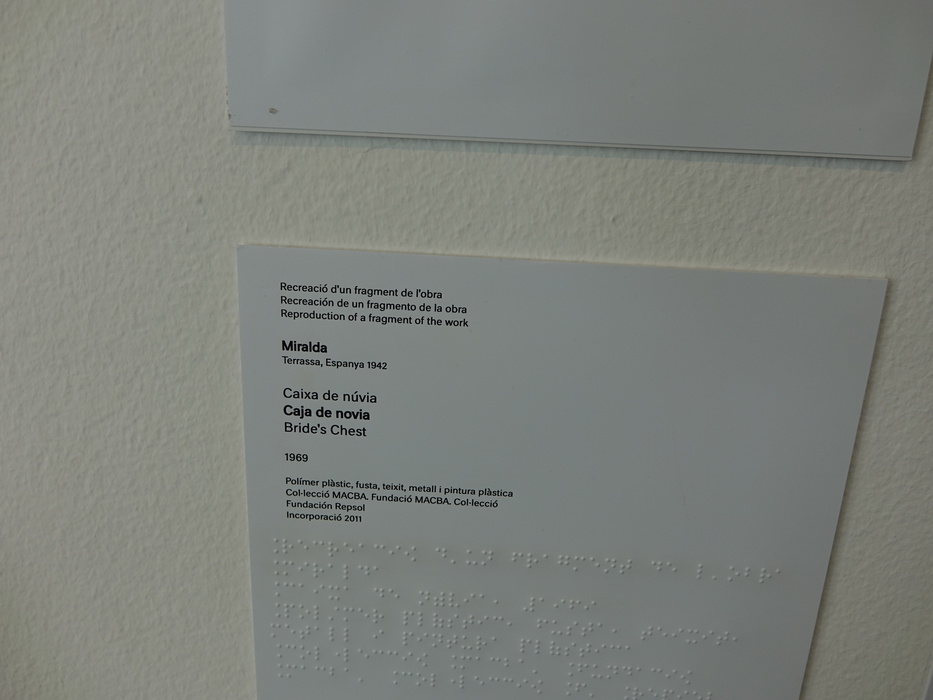 Recreació d'un fragment de l'obra
Recreación de un fragmento de la obra
Reproduction of a fragment of the work
Miralda
Terrassa, Espanya 1942
Caixa de núvia
Caja de novia
Bride's Chest
1969
Polímer plàstic, fusta, teixit, metall i pintura plàstica
Col·lecció MACBA. Fundació MACBA. Col·lecció
Fundación Repsol
Incorporació 2011